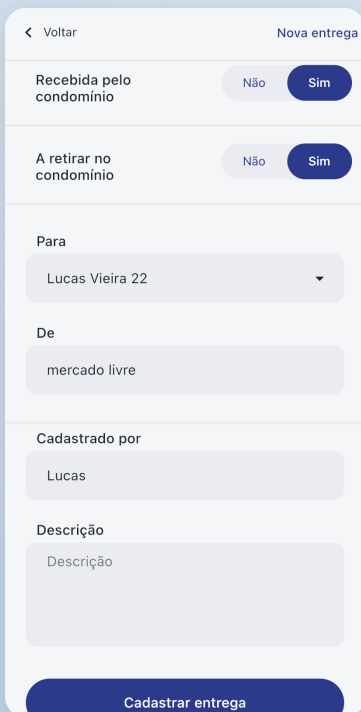 Voltar
Nova entrega
Recebida pelo
condomínio
Não
Sim
A retirar no
condomínio
Não
Sim
Para
Lucas Vieira 22
De
mercado livre
Cadastrado por
Lucas
Descrição
Descrição
Cadastrar entrega